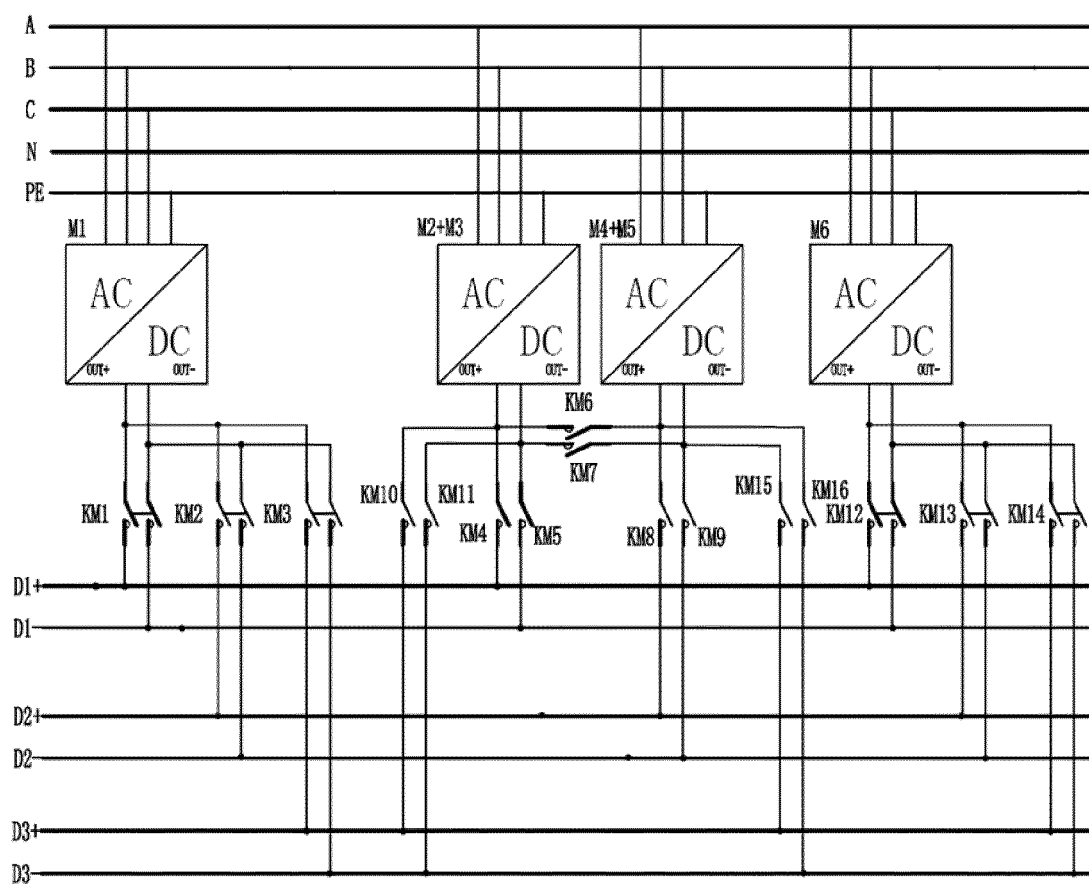 A
B
C
N
PE
M1 M2+M3 M4+M5 M6
AC AC AC AC
DC DC DC DC
OUT+ OUT- OUT+ OUT- OUT+ OUT- OUT+ OUT-
KM6
KM7
KM10 KM11 KM15 KM16
KM1 KM2 KM3 KM4 KM5 KM8 KM9 KM12 KM13 KM14
D1+
D1-
D2+
D2-
D3+
D3-